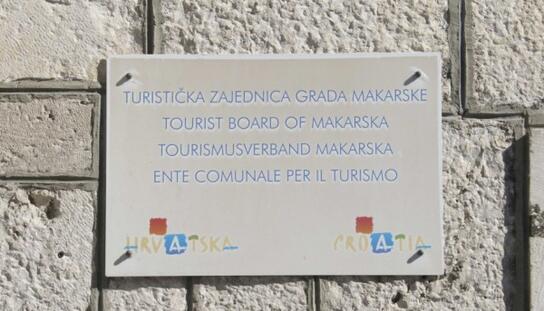 TURISTIČKA ZAJEDNICA GRADA MAKARSKE
TOURIST BOARD OF MAKARSKA
TOURISMUSVERBAND MAKARSKA
ENTE COMUNALE PER IL TURISMO
HRVATSKA CROATIA